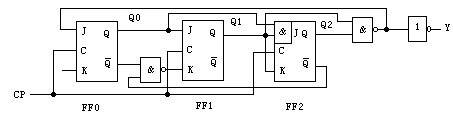 Q0 Q1 Q2
J Q J Q & J Q & 1 Y
C C C
K Q̅ & K Q̅ K Q̅
CP
FF0 FF1 FF2